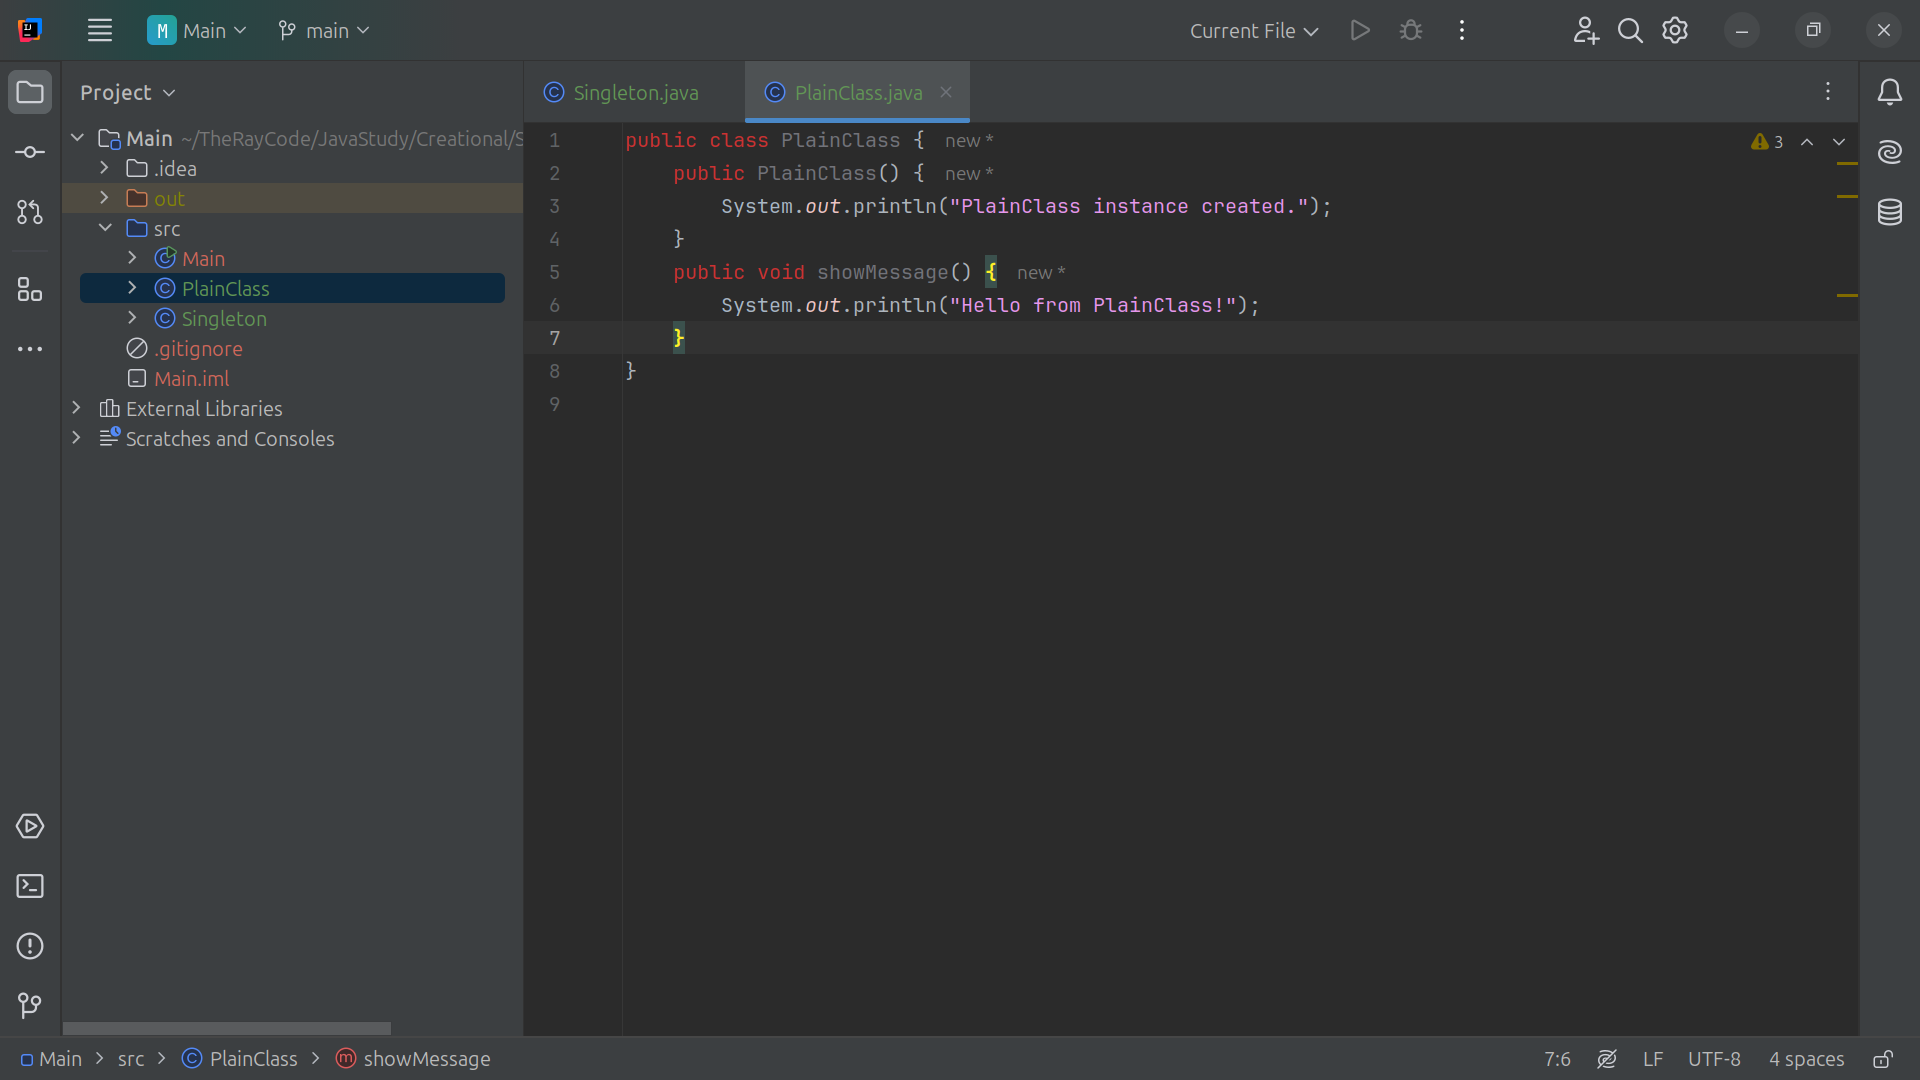 M Main main Current File
Project
Singleton.java PlainClass.java
Main ~/TheRayCode/JavaStudy/Creational/S
.idea
out
src
Main
PlainClass
Singleton
.gitignore
Main.iml
External Libraries
Scratches and Consoles
1 public class PlainClass { new *
2 public PlainClass() { new *
3 System.out.println("PlainClass instance created.");
4 }
5 public void showMessage() { new *
6 System.out.println("Hello from PlainClass!");
7 }
8 }
9
3
Main > src > PlainClass > showMessage
7:6 LF UTF-8 4 spaces